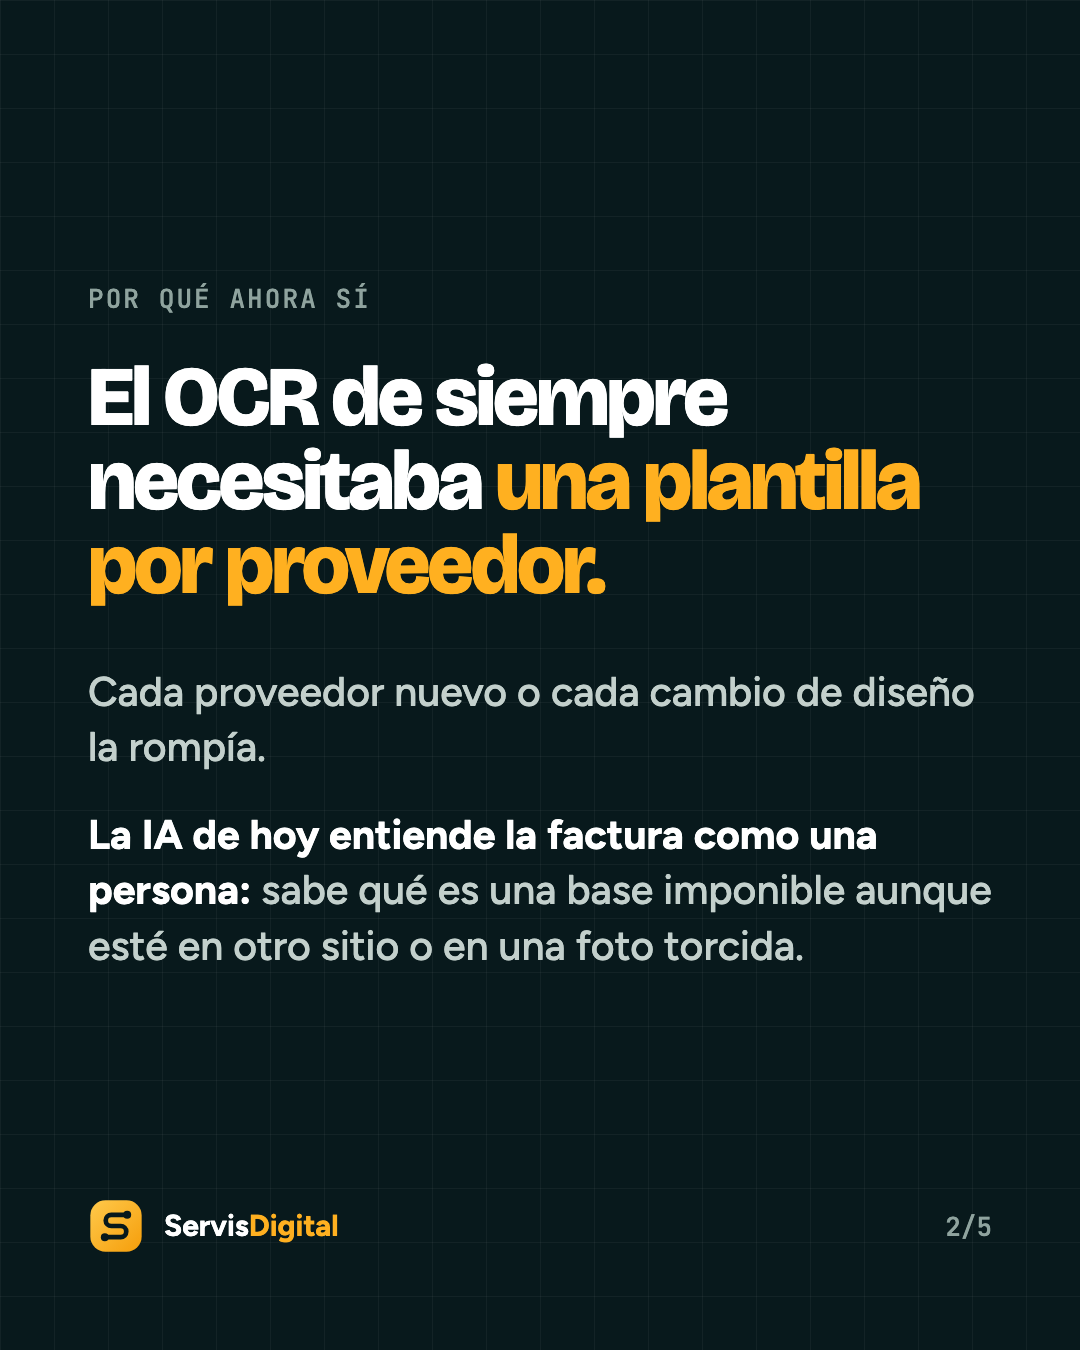 POR QUÉ AHORA SÍ
El OCR de siempre
necesitaba una plantilla
por proveedor.
Cada proveedor nuevo o cada cambio de diseño
la rompía.
La IA de hoy entiende la factura como una
persona: sabe qué es una base imponible aunque
esté en otro sitio o en una foto torcida.
ServisDigital
2/5